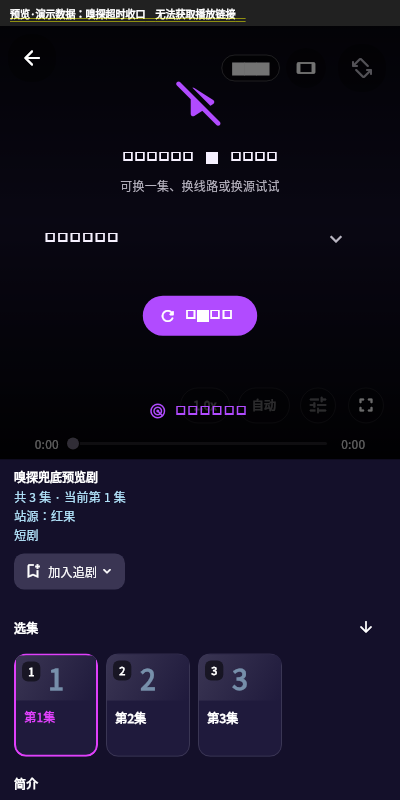 预览·演示数据：嗅探超时收口　无法获取播放链接
可换一集、换线路或换源试试
1.0x
自动
0:00
0:00
嗅探兜底预览剧
共 3 集 · 当前第 1 集
站源：红果
短剧
加入追剧
选集
1
1
2
2
3
3
第1集
第2集
第3集
简介